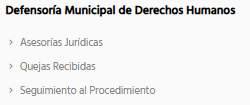 Defensoría Municipal de Derechos Humanos
› Asesorías Jurídicas
› Quejas Recibidas
› Seguimiento al Procedimiento